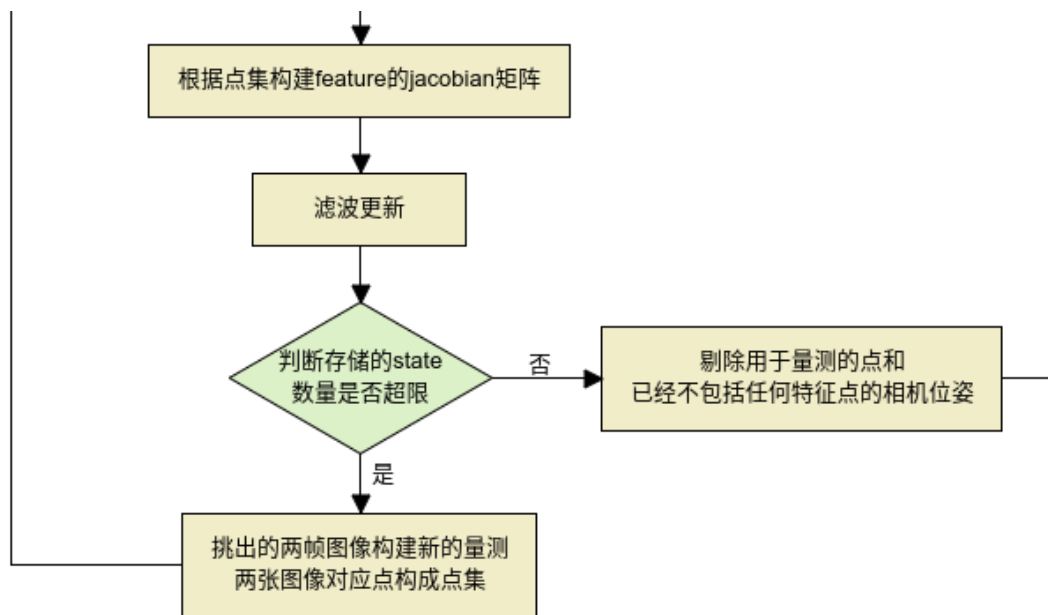 根据点集构建feature的jacobian矩阵
滤波更新
判断存储的state
数量是否超限
否
剔除用于量测的点和
已经不包括任何特征点的相机位姿
是
挑出的两帧图像构建新的量测
两张图像对应点构成点集